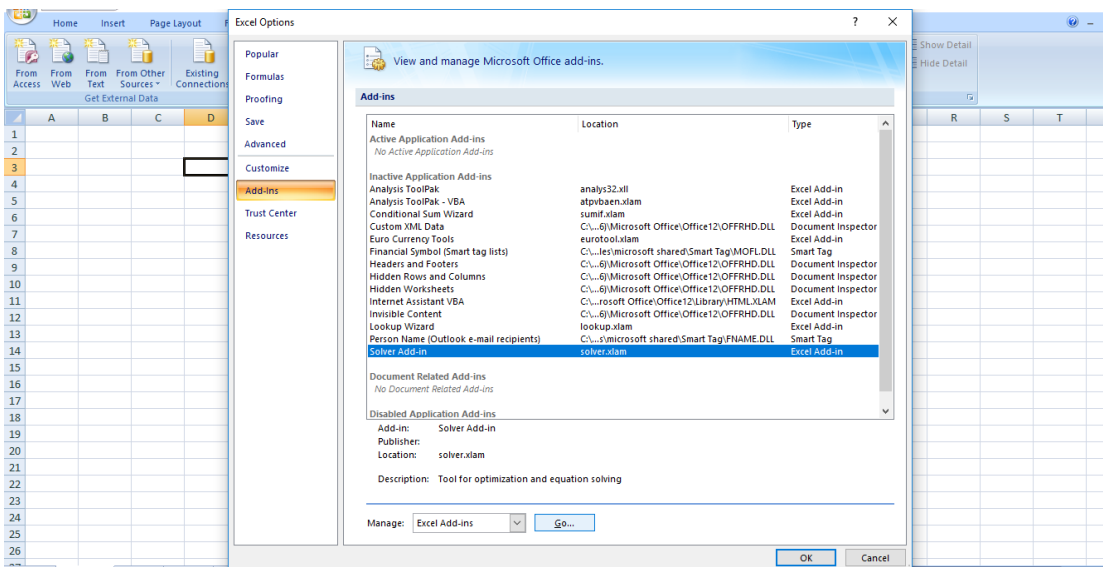 Excel Options ? ×
Home Insert Page Layout
From Access
From Web
From Text
From Other Sources
Existing Connections
Get External Data
Show Detail
Hide Detail
A B C D R S T
1
2
3
4
5
6
7
8
9
10
11
12
13
14
15
16
17
18
19
20
21
22
23
24
25
26
Popular
Formulas
Proofing
Save
Advanced
Customize
Add-Ins
Trust Center
Resources
View and manage Microsoft Office add-ins.
Add-ins
Name Location Type
Active Application Add-ins
No Active Application Add-ins
Inactive Application Add-ins
Analysis ToolPak analys32.xll Excel Add-in
Analysis ToolPak - VBA atpvbaen.xlam Excel Add-in
Conditional Sum Wizard sumif.xlam Excel Add-in
Custom XML Data C:\...6)\Microsoft Office\Office12\OFFRHD.DLL Document Inspector
Euro Currency Tools eurotool.xlam Excel Add-in
Financial Symbol (Smart tag lists) C:\...les\microsoft shared\Smart Tag\MOFL.DLL Smart Tag
Headers and Footers C:\...6)\Microsoft Office\Office12\OFFRHD.DLL Document Inspector
Hidden Rows and Columns C:\...6)\Microsoft Office\Office12\OFFRHD.DLL Document Inspector
Hidden Worksheets C:\...6)\Microsoft Office\Office12\OFFRHD.DLL Document Inspector
Internet Assistant VBA C:\...rosoft Office\Office12\Library\HTML.XLAM Excel Add-in
Invisible Content C:\...6)\Microsoft Office\Office12\OFFRHD.DLL Document Inspector
Lookup Wizard lookup.xlam Excel Add-in
Person Name (Outlook e-mail recipients) C:\...s\microsoft shared\Smart Tag\FNAME.DLL Smart Tag
Solver Add-in solver.xlam Excel Add-in
Document Related Add-ins
No Document Related Add-ins
Disabled Application Add-ins
Add-in: Solver Add-in
Publisher:
Location: solver.xlam
Description: Tool for optimization and equation solving
Manage: Excel Add-ins Go...
OK Cancel